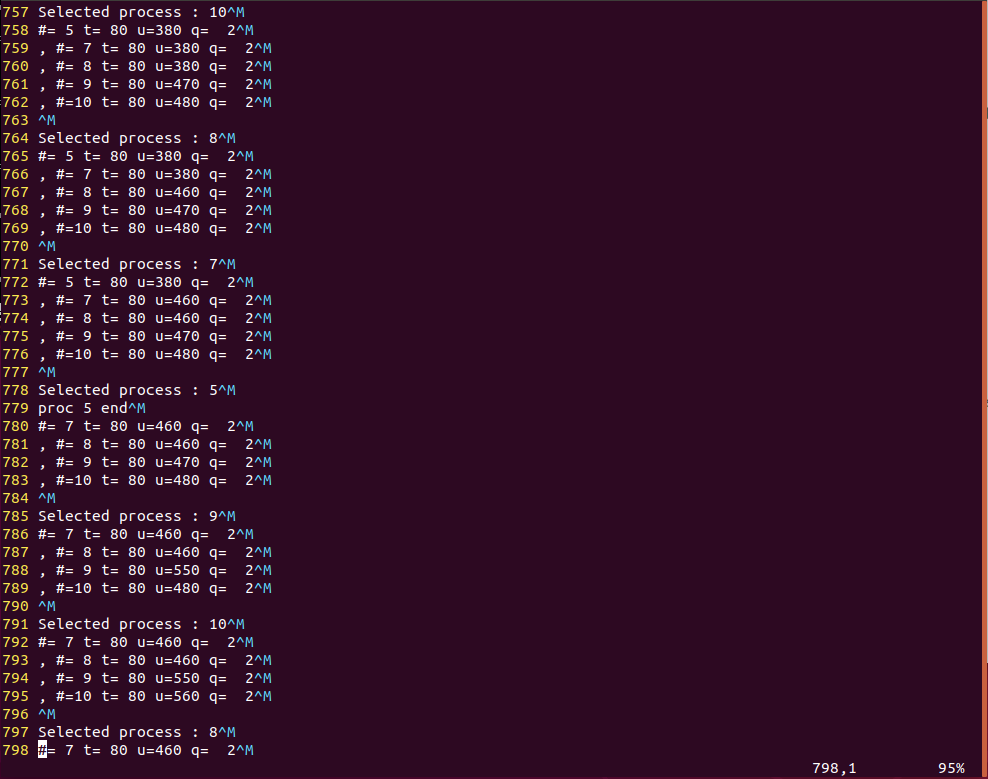 757 Selected process : 10^M
758 #= 5 t= 80 u=380 q=  2^M
759 , #= 7 t= 80 u=380 q=  2^M
760 , #= 8 t= 80 u=380 q=  2^M
761 , #= 9 t= 80 u=470 q=  2^M
762 , #=10 t= 80 u=480 q=  2^M
763 ^M
764 Selected process : 8^M
765 #= 5 t= 80 u=380 q=  2^M
766 , #= 7 t= 80 u=380 q=  2^M
767 , #= 8 t= 80 u=460 q=  2^M
768 , #= 9 t= 80 u=470 q=  2^M
769 , #=10 t= 80 u=480 q=  2^M
770 ^M
771 Selected process : 7^M
772 #= 5 t= 80 u=380 q=  2^M
773 , #= 7 t= 80 u=460 q=  2^M
774 , #= 8 t= 80 u=460 q=  2^M
775 , #= 9 t= 80 u=470 q=  2^M
776 , #=10 t= 80 u=480 q=  2^M
777 ^M
778 Selected process : 5^M
779 proc 5 end^M
780 #= 7 t= 80 u=460 q=  2^M
781 , #= 8 t= 80 u=460 q=  2^M
782 , #= 9 t= 80 u=470 q=  2^M
783 , #=10 t= 80 u=480 q=  2^M
784 ^M
785 Selected process : 9^M
786 #= 7 t= 80 u=460 q=  2^M
787 , #= 8 t= 80 u=460 q=  2^M
788 , #= 9 t= 80 u=550 q=  2^M
789 , #=10 t= 80 u=480 q=  2^M
790 ^M
791 Selected process : 10^M
792 #= 7 t= 80 u=460 q=  2^M
793 , #= 8 t= 80 u=460 q=  2^M
794 , #= 9 t= 80 u=550 q=  2^M
795 , #=10 t= 80 u=560 q=  2^M
796 ^M
797 Selected process : 8^M
798 #= 7 t= 80 u=460 q=  2^M
798,1 95%